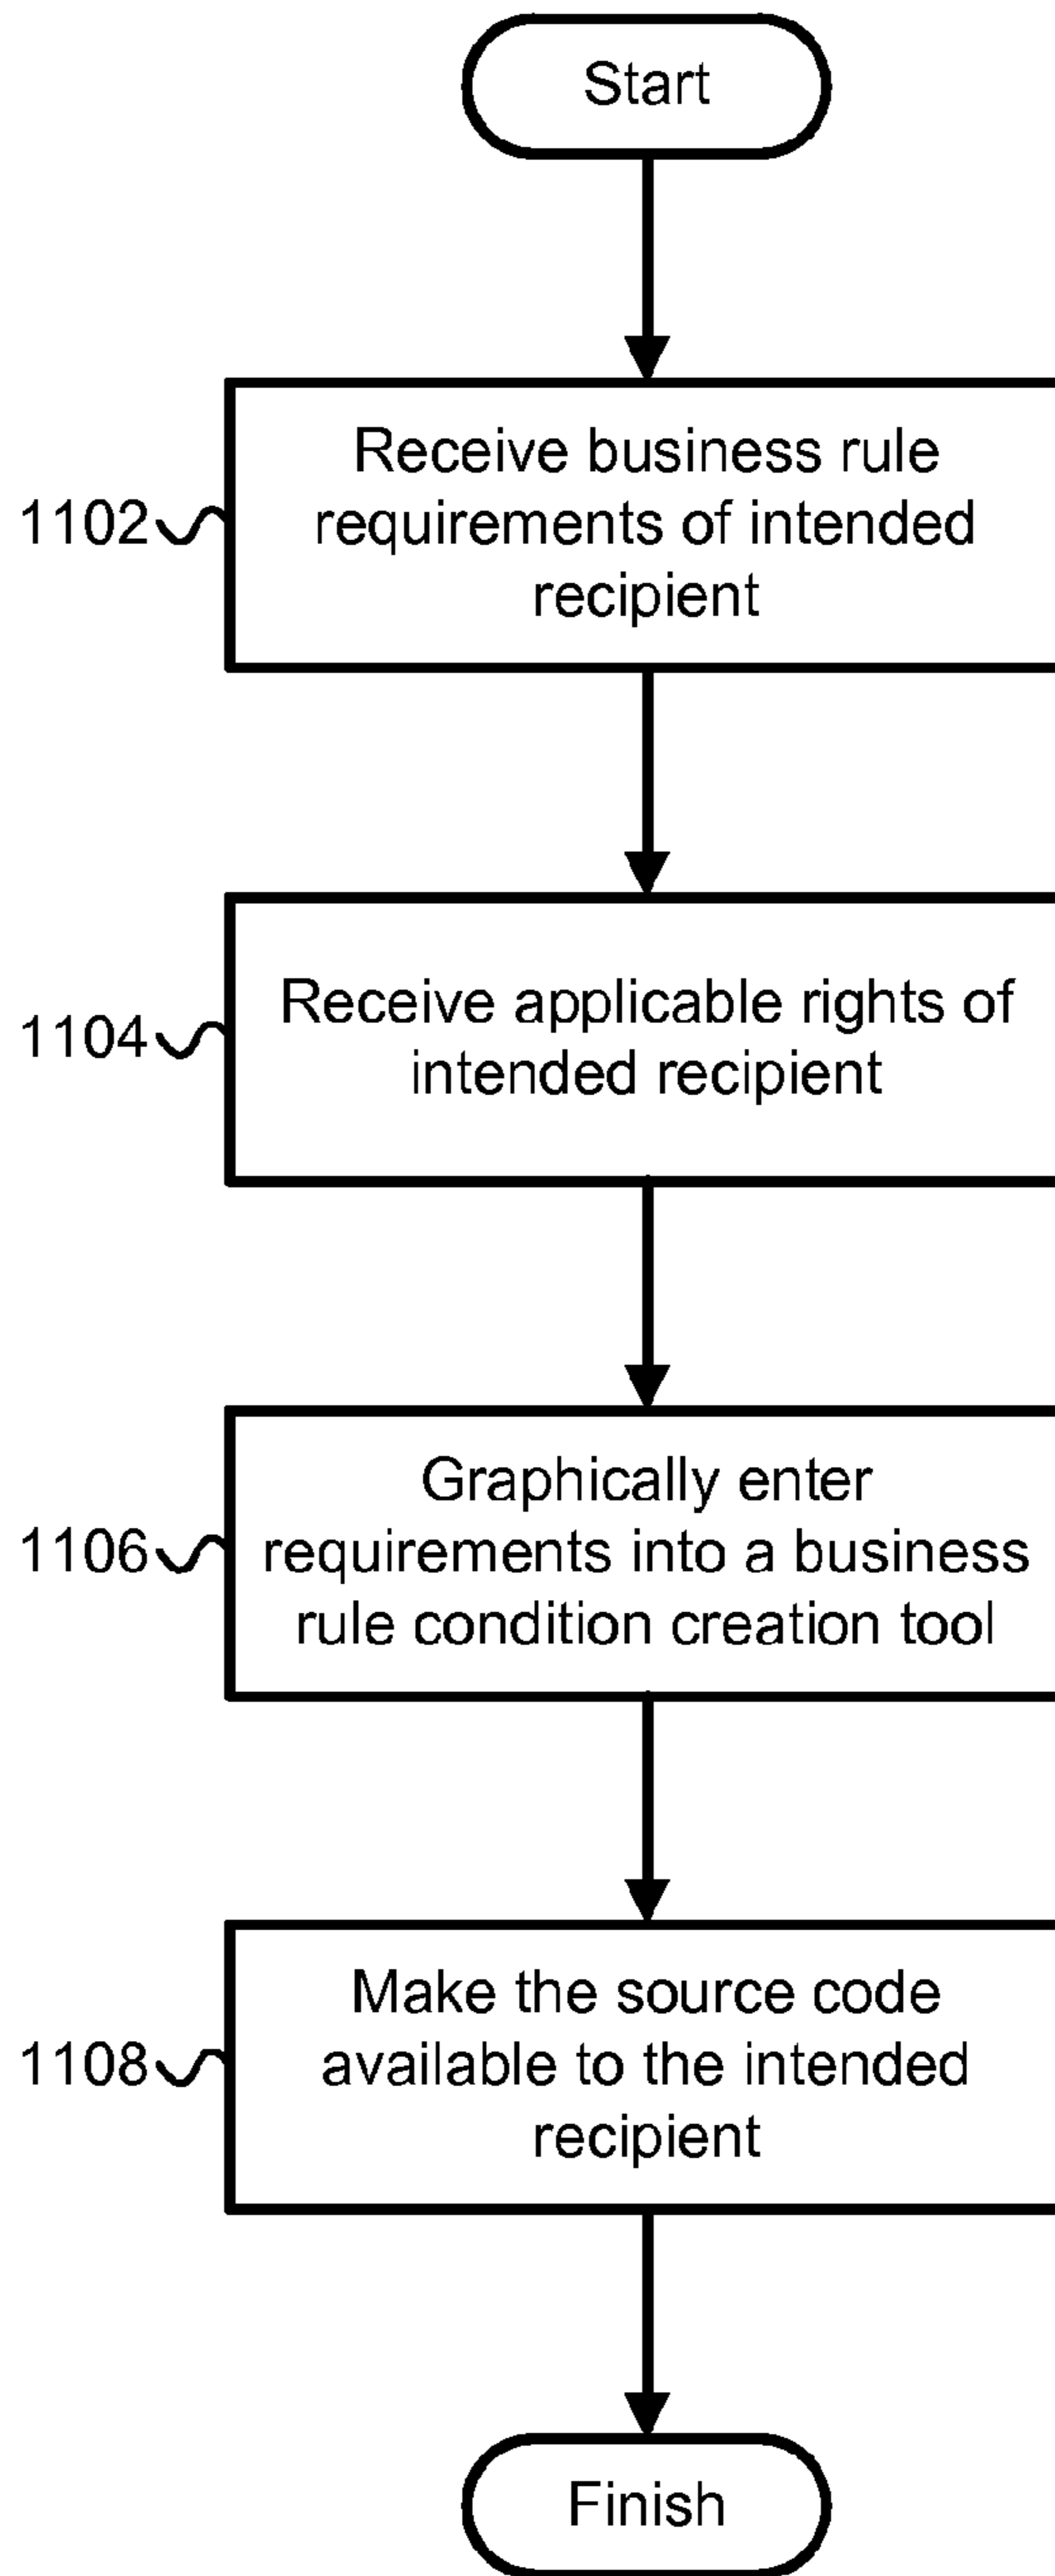 Start
Receive business rule
requirements of intended
recipient
1102
Receive applicable rights of
intended recipient
1104
Graphically enter
requirements into a business
rule condition creation tool
1106
Make the source code
available to the intended
recipient
1108
Finish